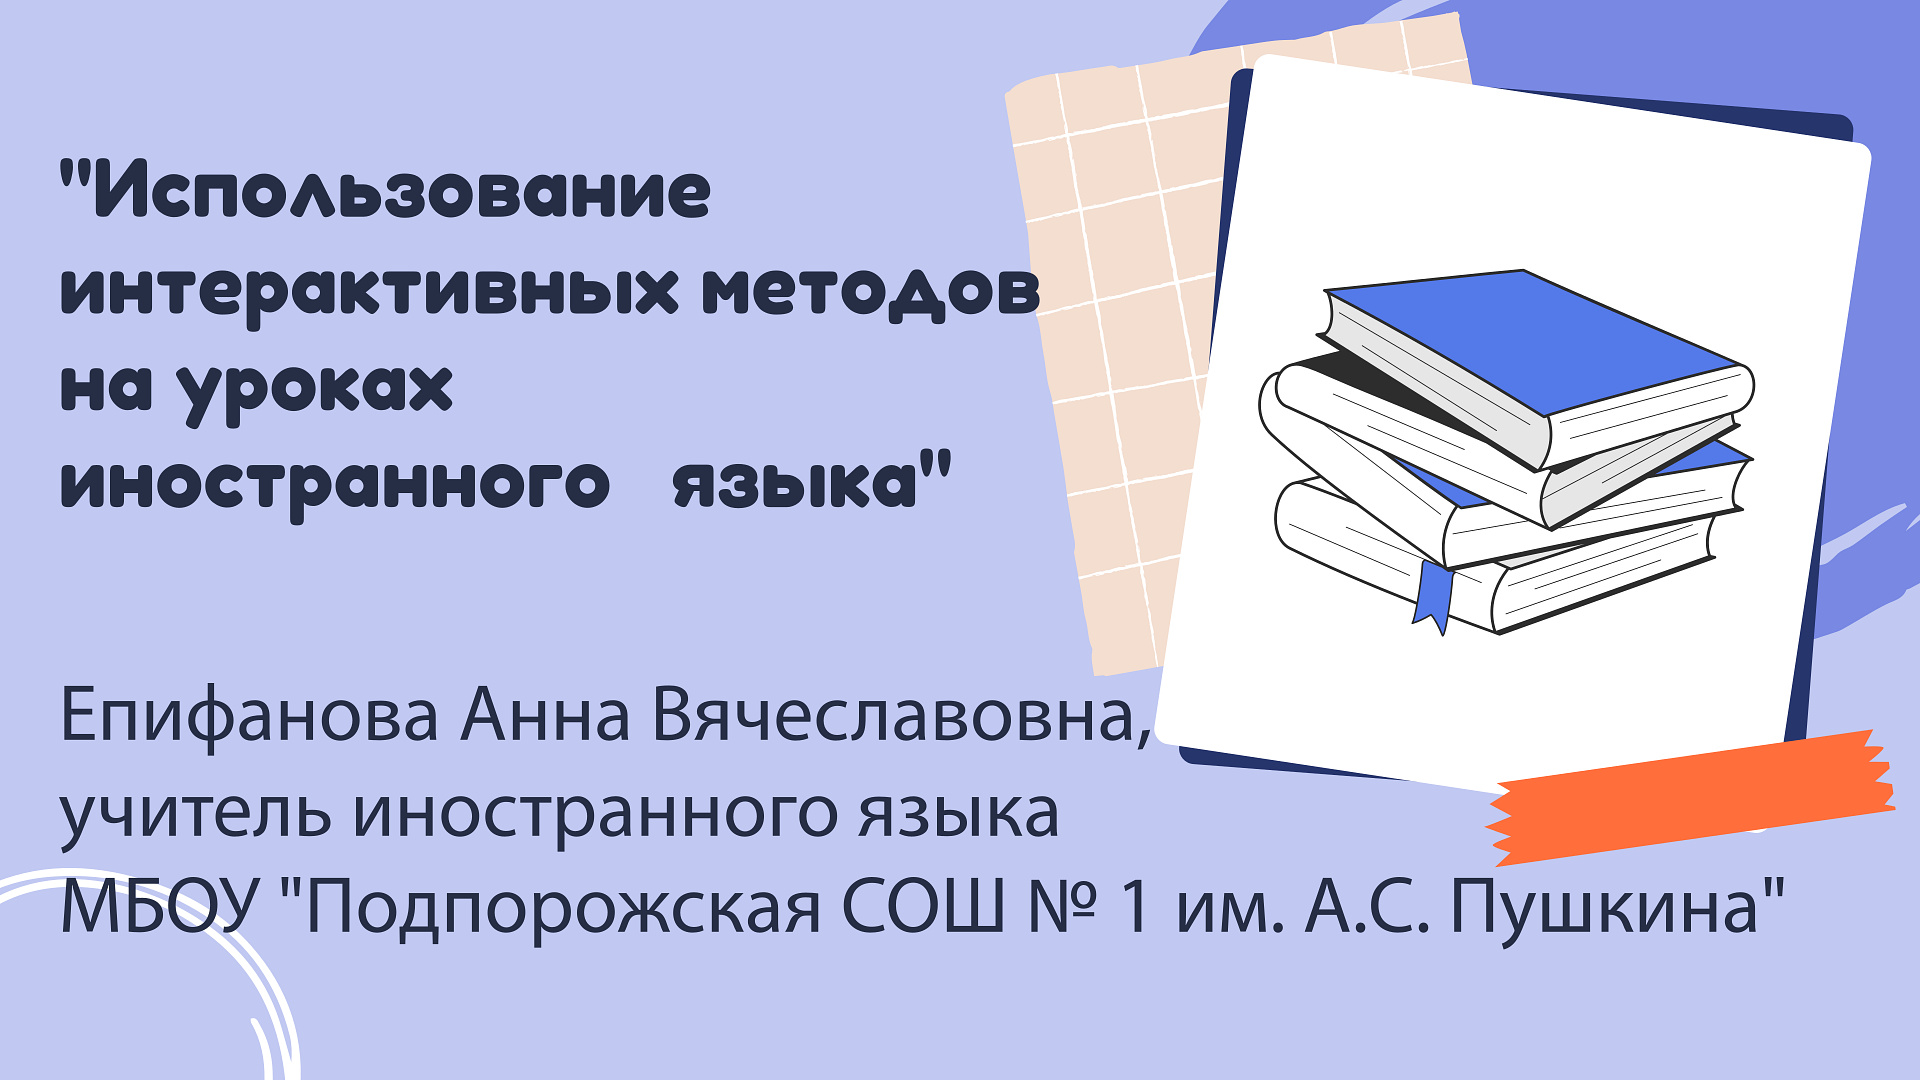 "Использование
интерактивных методов
на уроках
иностранного языка"
Епифанова Анна Вячеславовна,
учитель иностранного языка
МБОУ "Подпорожская СОШ № 1 им. А.С. Пушкина"